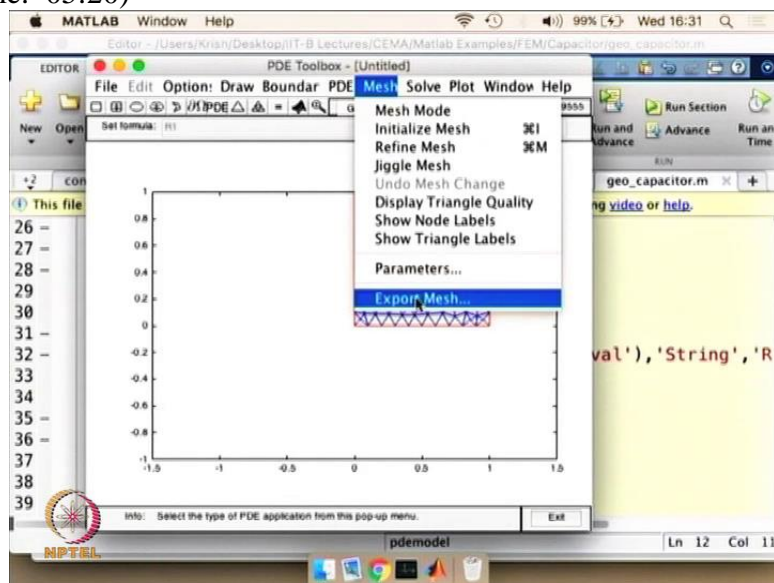 MATLAB Window Help 99% Wed 16:31
Editor - /Users/Krish/Desktop/IIT-B Lectures/CEMA/Matlab Examples/FEM/Capacitor/geo_capacitor.m
EDITOR
PDE Toolbox - [Untitled]
File Edit Option: Draw Boundar PDE Mesh Solve Plot Window Help
PDE
Set formula: R1
New Open
Mesh Mode
Initialize Mesh ⌘I
Refine Mesh ⌘M
Jiggle Mesh
Undo Mesh Change
Display Triangle Quality
Show Node Labels
Show Triangle Labels
Parameters...
Export Mesh...
Run and Advance
Run Section
Advance
Run an
Time
RUN
+2 con
geo_capacitor.m × +
This file
ng video or help.
26 –
27 –
28 –
29
30
31 –
32 – val'),'String','R
33
34
35 –
36 –
37
38
39
1
0.8
0.6
0.4
0.2
0
-0.2
-0.4
-0.6
-0.8
-1
-1.5 -1 -0.5 0 0.5 1 1.5
Info: Select the type of PDE application from this pop-up menu. Exit
pdemodel Ln 12 Col 11
NPTEL